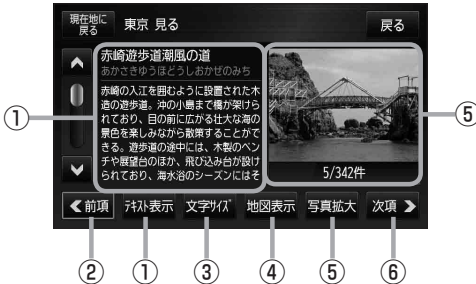 現在地に
戻る
東京 見る
戻る
赤崎遊歩道潮風の道
あかさきゆうほどうしおかぜのみち
赤崎の入江を囲むように設置された木
造の遊歩道。沖の小島まで橋が架けら
れており、目の前に広がる壮大な海の
景色を楽しみながら散策することがで
きる。遊歩道の途中には、木製のベン
チや展望台のほか、飛び込み台が設け
られており、海水浴のシーズンにはそ
5/342件
①
⑤
前項
ﾃｷｽﾄ表示
文字ｻｲｽﾞ
地図表示
写真拡大
次項
②
①
③
④
⑤
⑥